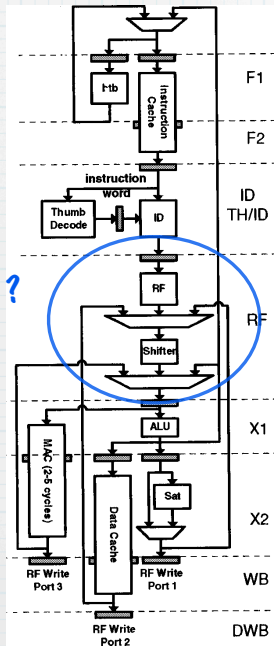 F1
Btb
Instruction
Cache
F2
instruction
word
ID
TH/ID
Thumb
Decode
ID
?
RF
RF
Shifter
X1
ALU
MAC (2-5 cycles)
Data Cache
Sat
X2
RF Write
Port 3
RF Write
Port 1
WB
RF Write
Port 2
DWB